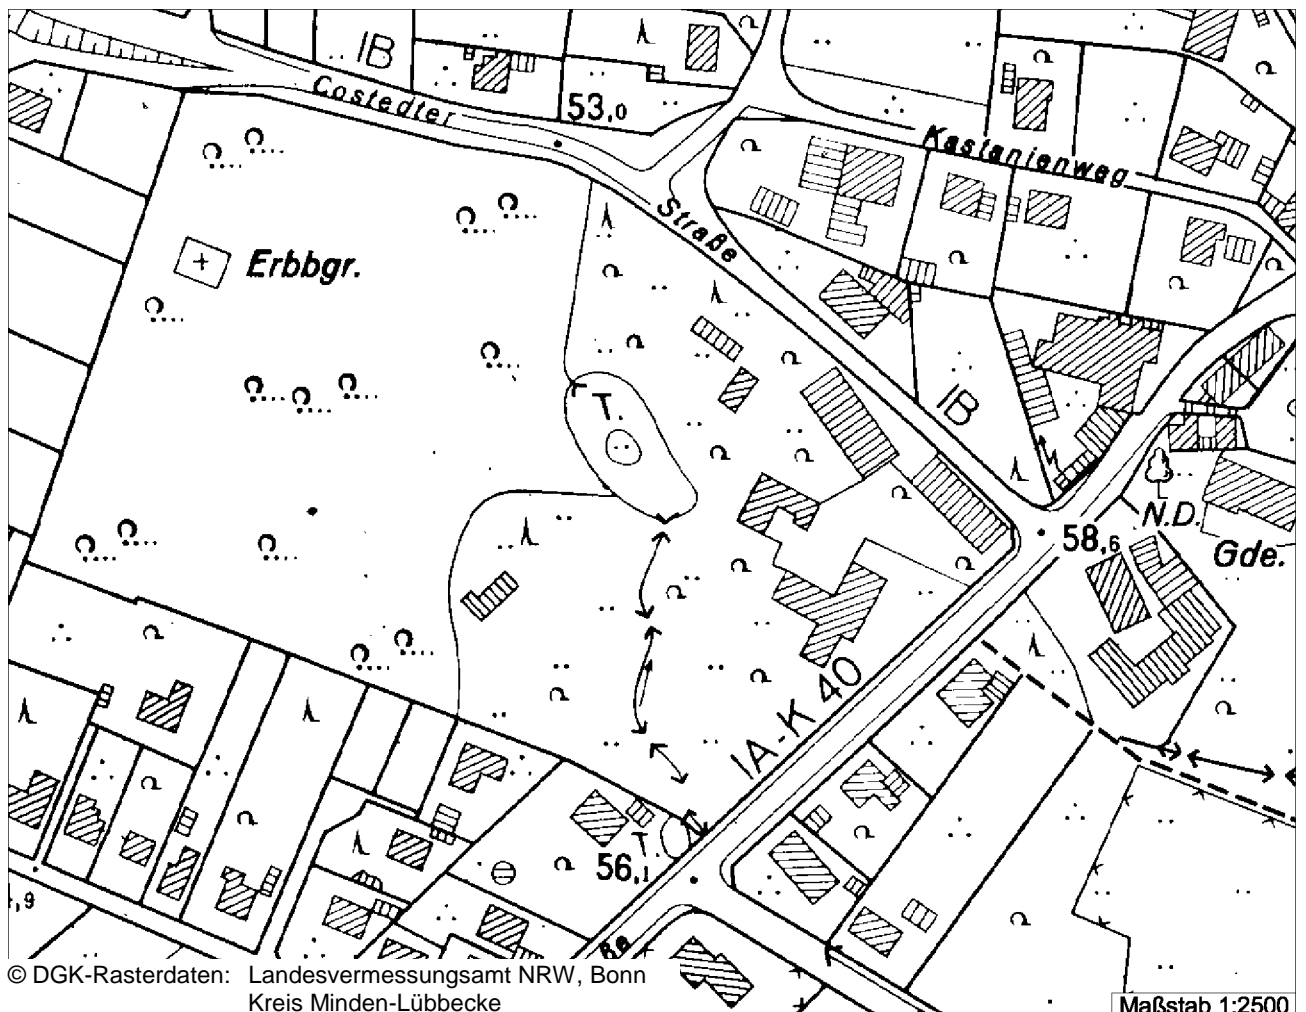 IB
Costedter
53,0
Kastanienweg
Straße
Erbbgr.
T.
IB
N.D.
58,6
Gde.
IA-K 40
T.
56,1
,9
ße
© DGK-Rasterdaten: Landesvermessungsamt NRW, Bonn
Kreis Minden-Lübbecke
Maßstab 1:2500